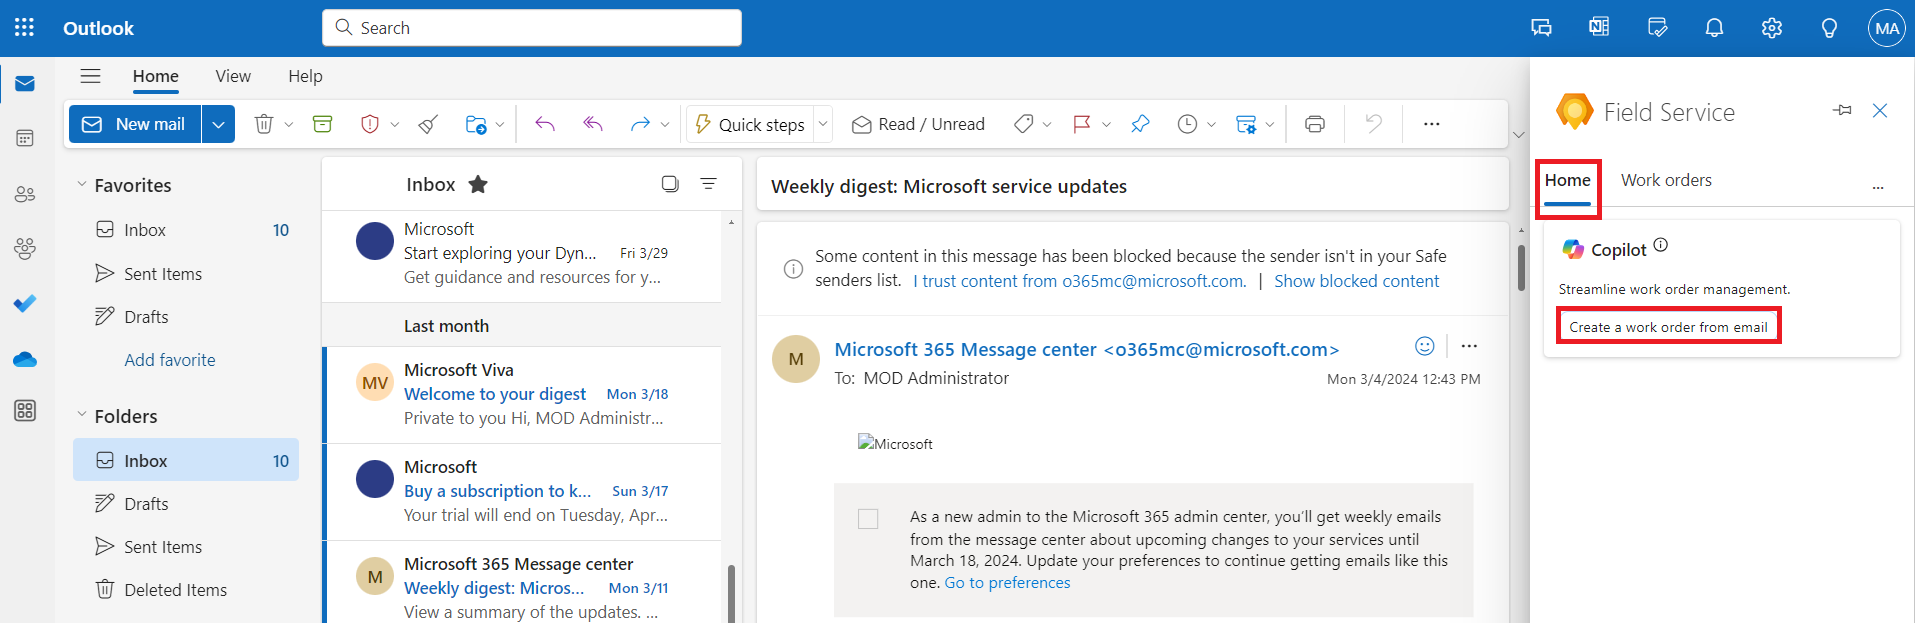 Outlook
Search
MA
Home View Help
New mail
Quick steps
Read / Unread
...
Favorites
Inbox 10
Sent Items
Drafts
Add favorite
Folders
Inbox 10
Drafts
Sent Items
Deleted Items
Inbox
Microsoft
Start exploring your Dyn... Fri 3/29
Get guidance and resources for y...
Last month
MV
Microsoft Viva
Welcome to your digest Mon 3/18
Private to you Hi, MOD Administr...
Microsoft
Buy a subscription to k... Sun 3/17
Your trial will end on Tuesday, Apr...
M
Microsoft 365 Message center
Weekly digest: Micros... Mon 3/11
View a summary of the updates. ...
Weekly digest: Microsoft service updates
Some content in this message has been blocked because the sender isn't in your Safe
senders list. I trust content from o365mc@microsoft.com. | Show blocked content
M
Microsoft 365 Message center <o365mc@microsoft.com>
To: MOD Administrator
Mon 3/4/2024 12:43 PM
Microsoft
As a new admin to the Microsoft 365 admin center, you'll get weekly emails
from the message center about upcoming changes to your services until
March 18, 2024. Update your preferences to continue getting emails like this
one. Go to preferences
Field Service
Home Work orders ...
Copilot
Streamline work order management.
Create a work order from email